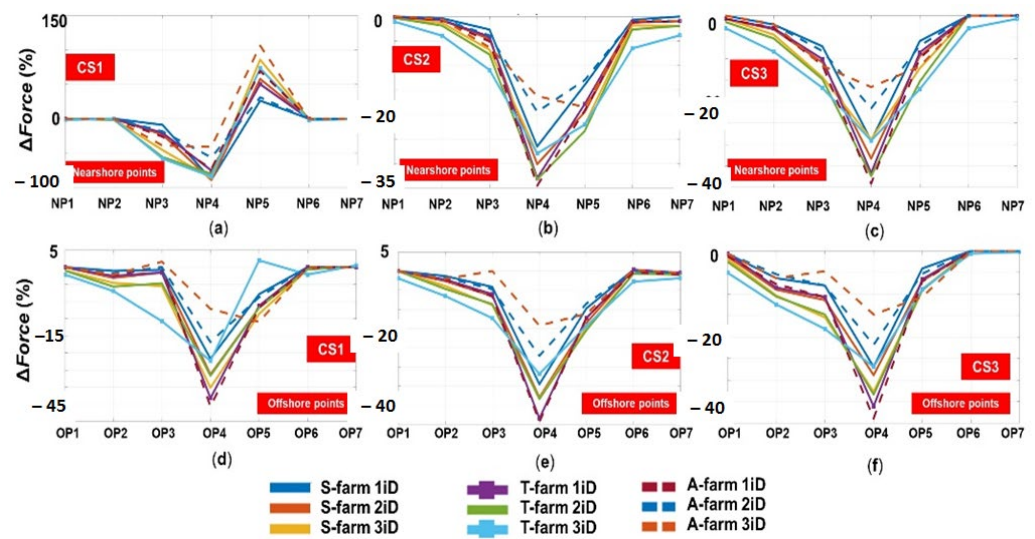 150
0
– 100
ΔForce (%)
CS1
Nearshore points
NP1 NP2 NP3 NP4 NP5 NP6 NP7
(a)
0
– 20
– 35
CS2
Nearshore points
NP1 NP2 NP3 NP4 NP5 NP6 NP7
(b)
0
– 20
– 40
CS3
Nearshore points
NP1 NP2 NP3 NP4 NP5 NP6 NP7
(c)
5
–15
– 45
ΔForce (%)
CS1
Offshore points
OP1 OP2 OP3 OP4 OP5 OP6 OP7
(d)
5
– 20
– 40
CS2
Offshore points
OP1 OP2 OP3 OP4 OP5 OP6 OP7
(e)
0
– 20
– 40
CS3
Offshore points
OP1 OP2 OP3 OP4 OP5 OP6 OP7
(f)
S-farm 1iD T-farm 1iD A-farm 1iD
S-farm 2iD T-farm 2iD A-farm 2iD
S-farm 3iD T-farm 3iD A-farm 3iD